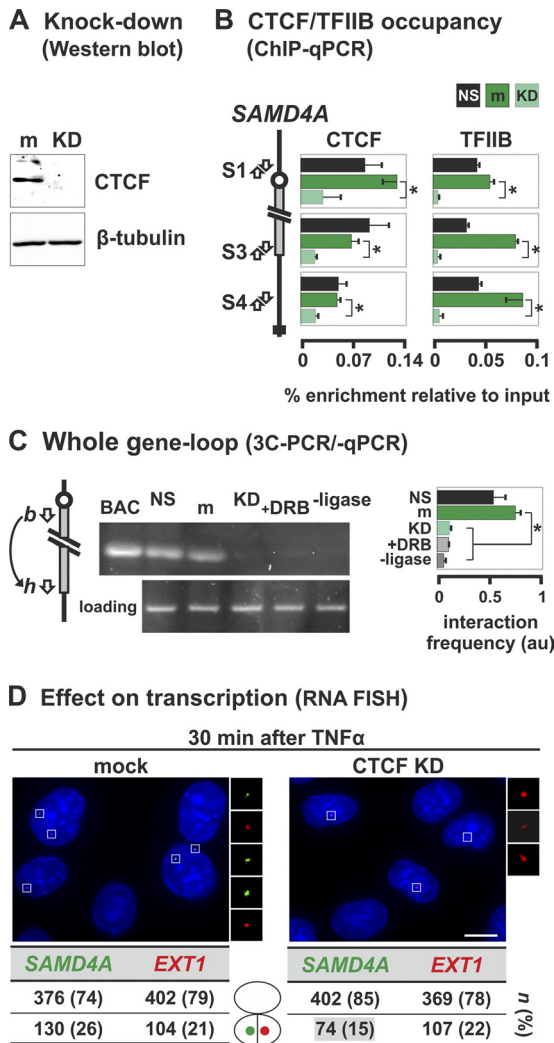 A Knock-down
(Western blot)
m KD
CTCF
β-tubulin
B CTCF/TFIIB occupancy
(ChIP-qPCR)
NS m KD
SAMD4A
CTCF TFIIB
S1
*
*
S3
*
*
S4
*
*
0 0.07 0.14 0 0.05 0.1
% enrichment relative to input
C Whole gene-loop (3C-PCR/-qPCR)
b
h
BAC NS m KD +DRB -ligase
loading
NS
m
KD
+DRB
-ligase
*
0 0.5 1
interaction
frequency (au)
D Effect on transcription (RNA FISH)
30 min after TNFα
mock CTCF KD
SAMD4A EXT1 SAMD4A EXT1
376 (74) 402 (79) 402 (85) 369 (78)
130 (26) 104 (21) 74 (15) 107 (22)
n (%)